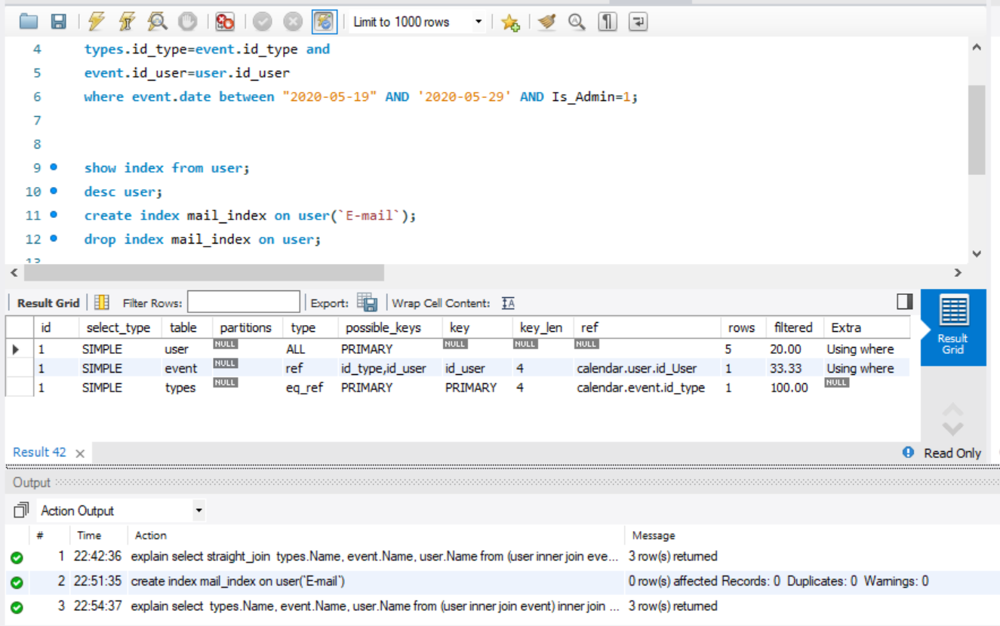 Limit to 1000 rows
4 types.id_type=event.id_type and
5 event.id_user=user.id_user
6 where event.date between "2020-05-19" AND '2020-05-29' AND Is_Admin=1;
7
8
9 show index from user;
10 desc user;
11 create index mail_index on user(`E-mail`);
12 drop index mail_index on user;
13
Result Grid Filter Rows: Export: Wrap Cell Content: IA
id select_type table partitions type possible_keys key key_len ref rows filtered Extra
1 SIMPLE user NULL ALL PRIMARY NULL NULL NULL 5 20.00 Using where
1 SIMPLE event NULL ref id_type,id_user id_user 4 calendar.user.id_User 1 33.33 Using where
1 SIMPLE types NULL eq_ref PRIMARY PRIMARY 4 calendar.event.id_type 1 100.00 NULL
Result
Grid
Result 42 Read Only
Output
Action Output
# Time Action Message
1 22:42:36 explain select straight_join types.Name, event.Name, user.Name from (user inner join eve... 3 row(s) returned
2 22:51:35 create index mail_index on user(`E-mail`) 0 row(s) affected Records: 0 Duplicates: 0 Warnings: 0
3 22:54:37 explain select types.Name, event.Name, user.Name from (user inner join event) inner join ... 3 row(s) returned